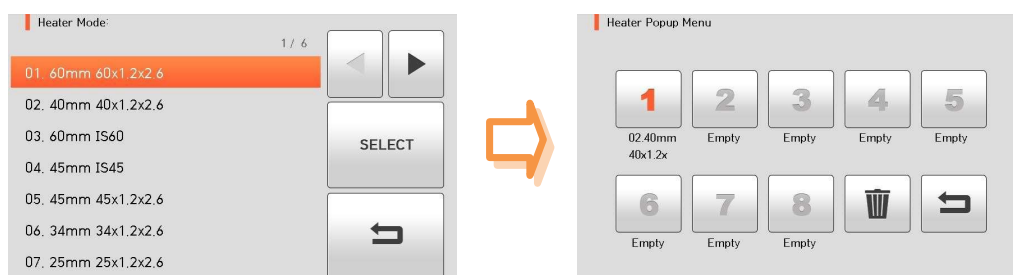 Heater Mode:
1 / 6
01. 60mm 60x1.2x2.6
02. 40mm 40x1.2x2.6
03. 60mm IS60
04. 45mm IS45
05. 45mm 45x1.2x2.6
06. 34mm 34x1.2x2.6
07. 25mm 25x1.2x2.6
SELECT
Heater Popup Menu
1 2 3 4 5
02.40mm Empty Empty Empty Empty
40x1.2x
6 7 8
Empty Empty Empty